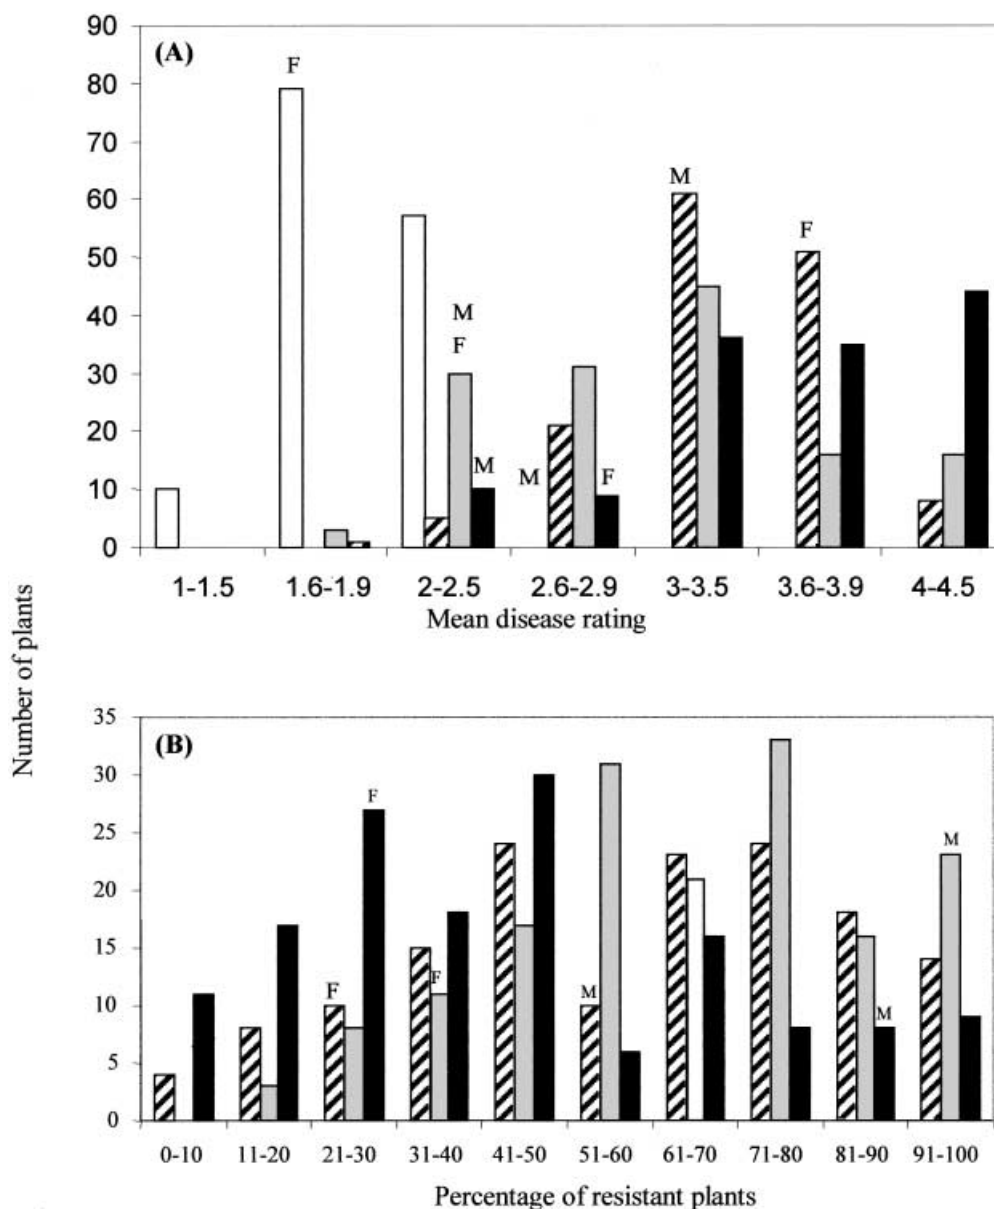 (A)
90
80
70
60
50
40
30
20
10
0
F
M
F
M
F
M
M
F
1-1.5 1.6-1.9 2-2.5 2.6-2.9 3-3.5 3.6-3.9 4-4.5
Mean disease rating
Number of plants
(B)
35
30
25
20
15
10
5
0
F
M
F
F
M
M
0-10 11-20 21-30 31-40 41-50 51-60 61-70 71-80 81-90 91-100
Percentage of resistant plants